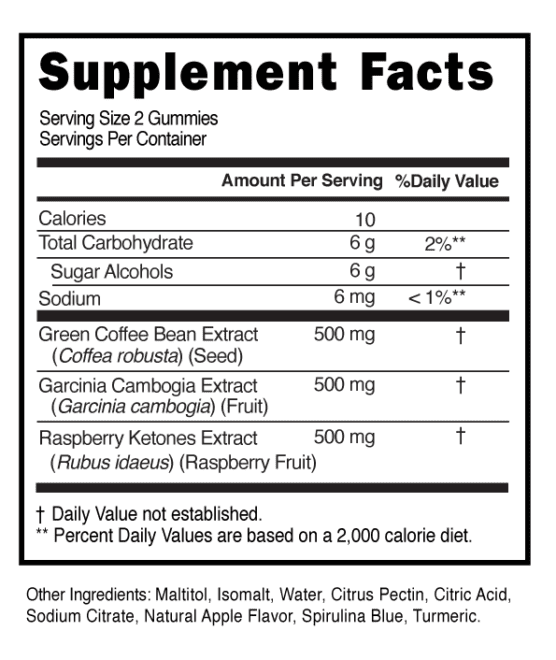 Supplement Facts
Serving Size 2 Gummies
Servings Per Container
Amount Per Serving %Daily Value
Calories 10
Total Carbohydrate 6 g 2%**
Sugar Alcohols 6 g †
Sodium 6 mg < 1%**
Green Coffee Bean Extract 500 mg †
(Coffea robusta) (Seed)
Garcinia Cambogia Extract 500 mg †
(Garcinia cambogia) (Fruit)
Raspberry Ketones Extract 500 mg †
(Rubus idaeus) (Raspberry Fruit)
† Daily Value not established.
** Percent Daily Values are based on a 2,000 calorie diet.
Other Ingredients: Maltitol, Isomalt, Water, Citrus Pectin, Citric Acid,
Sodium Citrate, Natural Apple Flavor, Spirulina Blue, Turmeric.